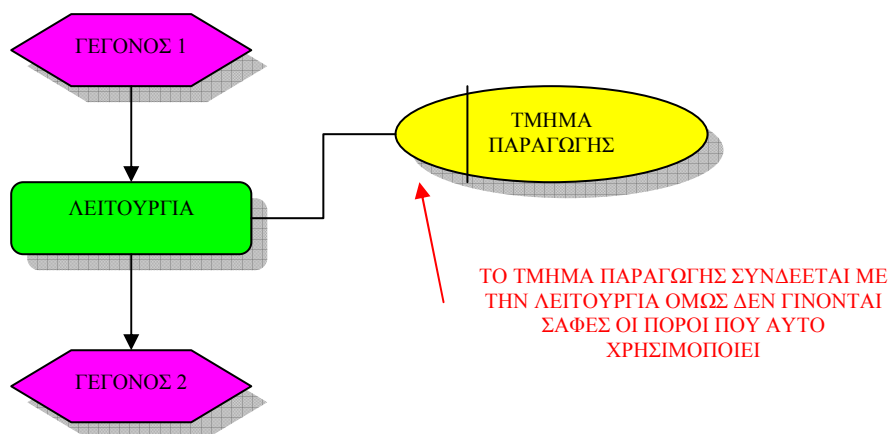 ΓΕΓΟΝΟΣ 1
ΤΜΗΜΑ
ΠΑΡΑΓΩΓΗΣ
ΛΕΙΤΟΥΡΓΙΑ
ΤΟ ΤΜΗΜΑ ΠΑΡΑΓΩΓΗΣ ΣΥΝΔΕΕΤΑΙ ΜΕ
ΤΗΝ ΛΕΙΤΟΥΡΓΙΑ ΟΜΩΣ ΔΕΝ ΓΙΝΟΝΤΑΙ
ΣΑΦΕΣ ΟΙ ΠΟΡΟΙ ΠΟΥ ΑΥΤΟ
ΧΡΗΣΙΜΟΠΟΙΕΙ
ΓΕΓΟΝΟΣ 2